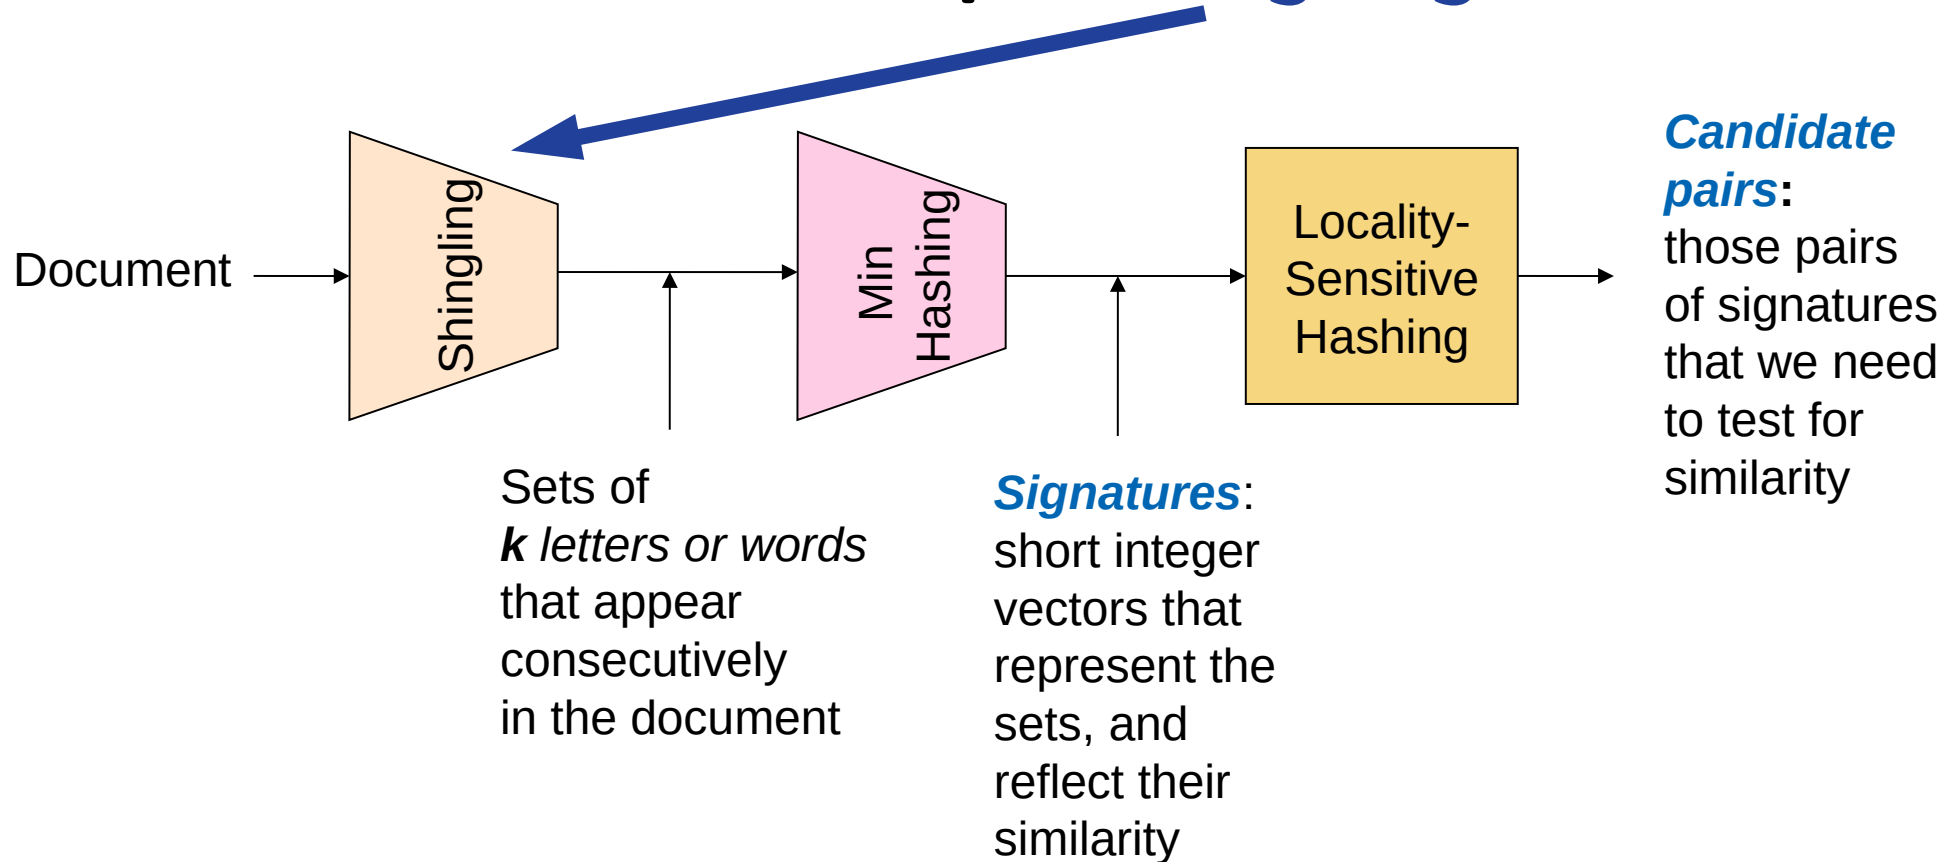 Document
Shingling
Min
Hashing
Locality-
Sensitive
Hashing
Candidate
pairs:
those pairs
of signatures
that we need
to test for
similarity
Sets of
k letters or words
that appear
consecutively
in the document
Signatures:
short integer
vectors that
represent the
sets, and
reflect their
similarity